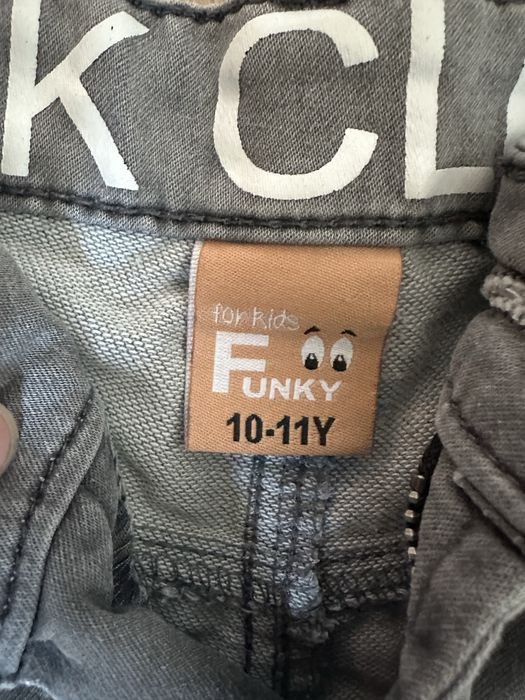 K CL
for kids
FUNKY
10-11Y